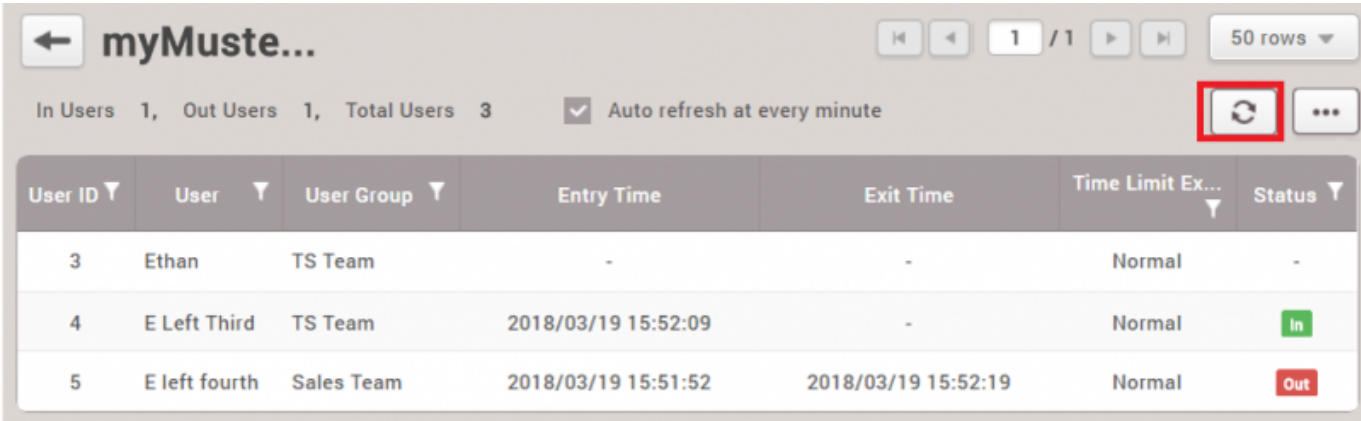 myMuste... 1 / 1 50 rows
In Users 1, Out Users 1, Total Users 3 Auto refresh at every minute
User ID User User Group Entry Time Exit Time Time Limit Ex... Status
3 Ethan TS Team - - Normal -
4 E Left Third TS Team 2018/03/19 15:52:09 - Normal In
5 E left fourth Sales Team 2018/03/19 15:51:52 2018/03/19 15:52:19 Normal Out